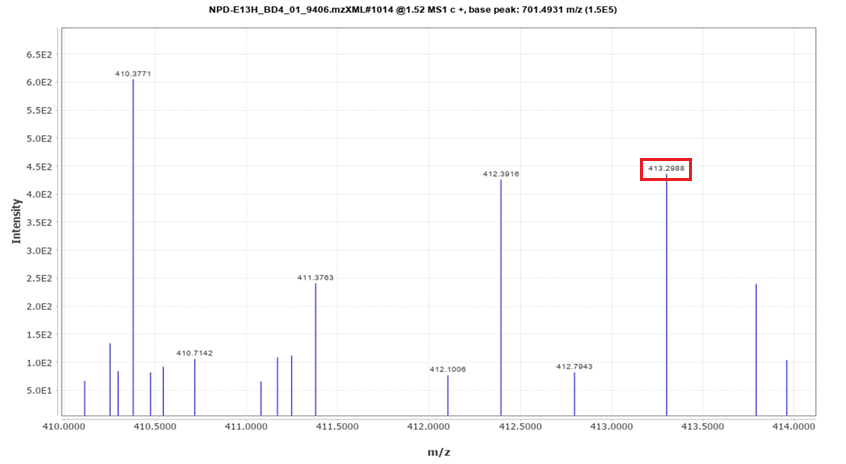 NPD-E13H_BD4_01_9406.mzXML#1014 @1.52 MS1 c +, base peak: 701.4931 m/z (1.5E5)
6.5E2
6.0E2
5.5E2
5.0E2
4.5E2
4.0E2
3.5E2
3.0E2
2.5E2
2.0E2
1.5E2
1.0E2
5.0E1
Intensity
410.3771
410.7142
411.3763
412.1006
412.3916
412.7943
413.2988
410.0000 410.5000 411.0000 411.5000 412.0000 412.5000 413.0000 413.5000 414.0000
m/z